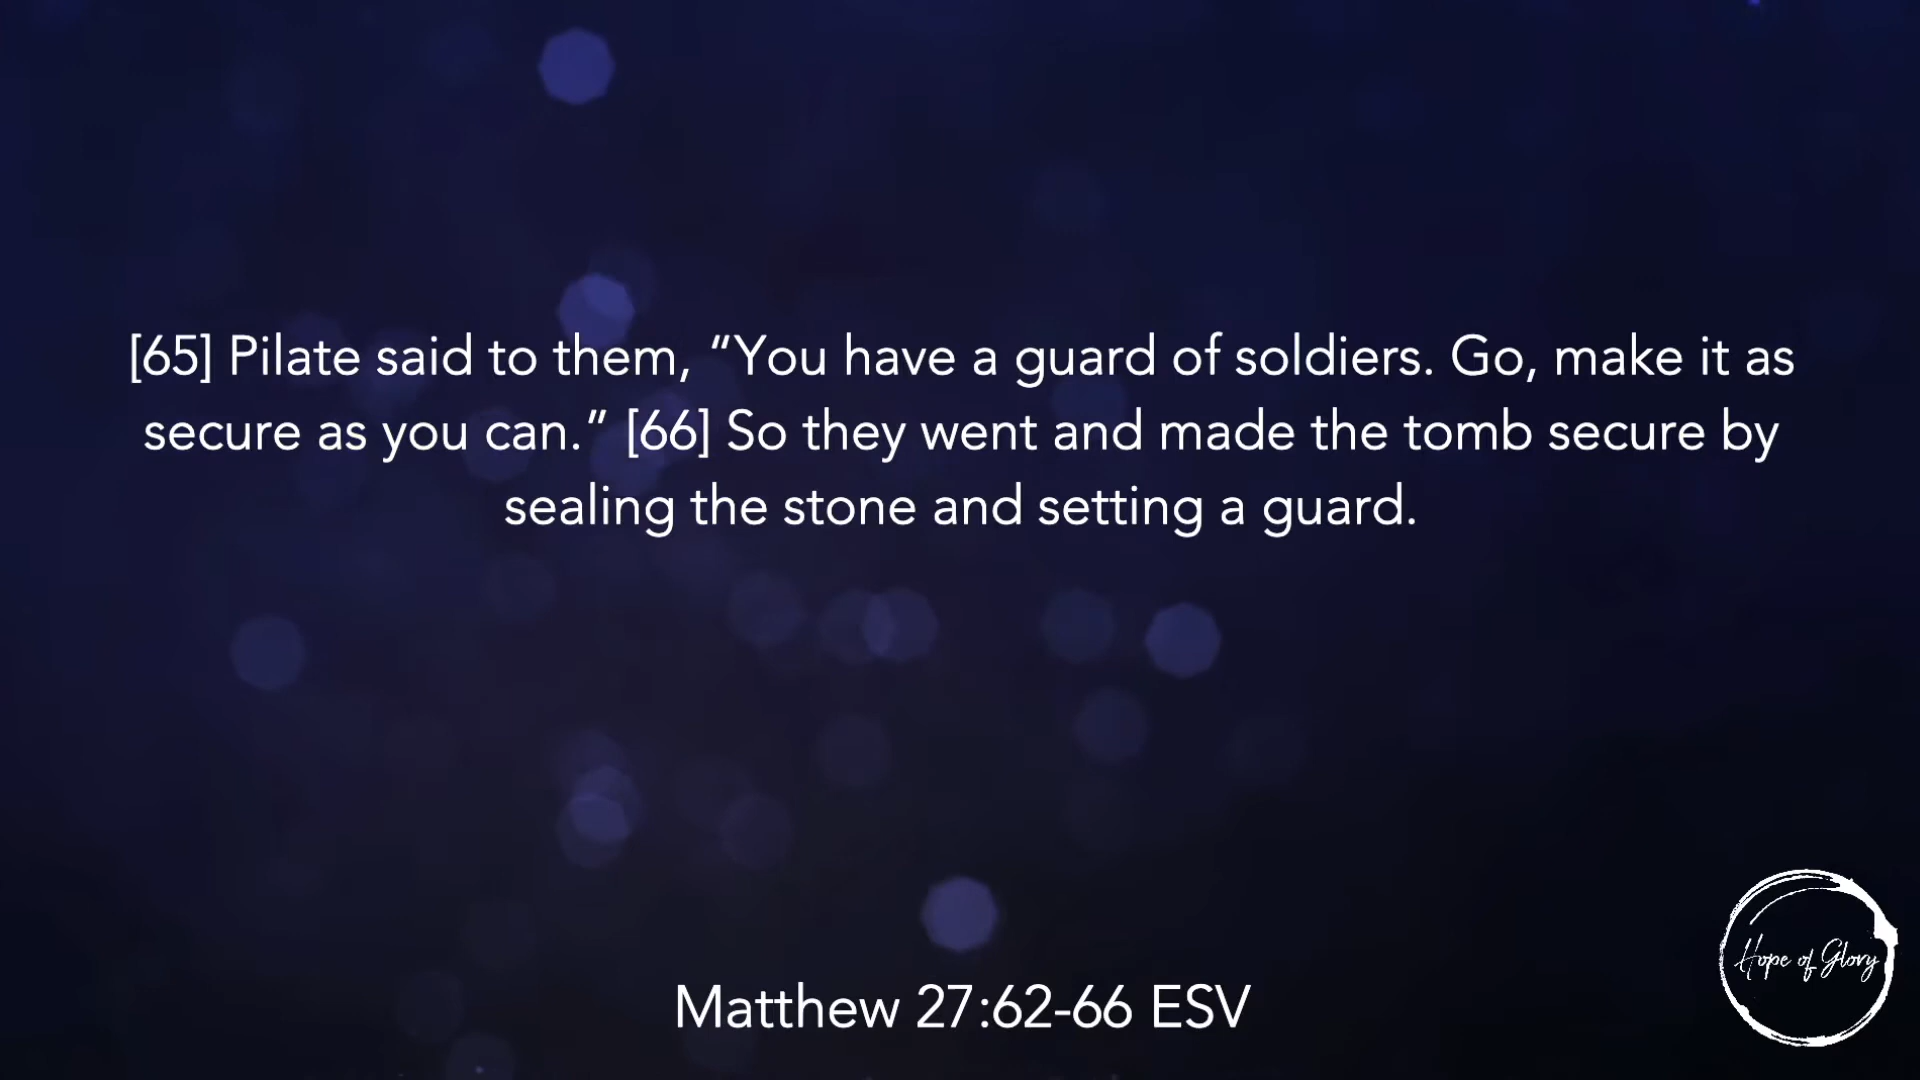 [65] Pilate said to them, “You have a guard of soldiers. Go, make it as
secure as you can.” [66] So they went and made the tomb secure by
sealing the stone and setting a guard.
Matthew 27:62-66 ESV
Hope of Glory